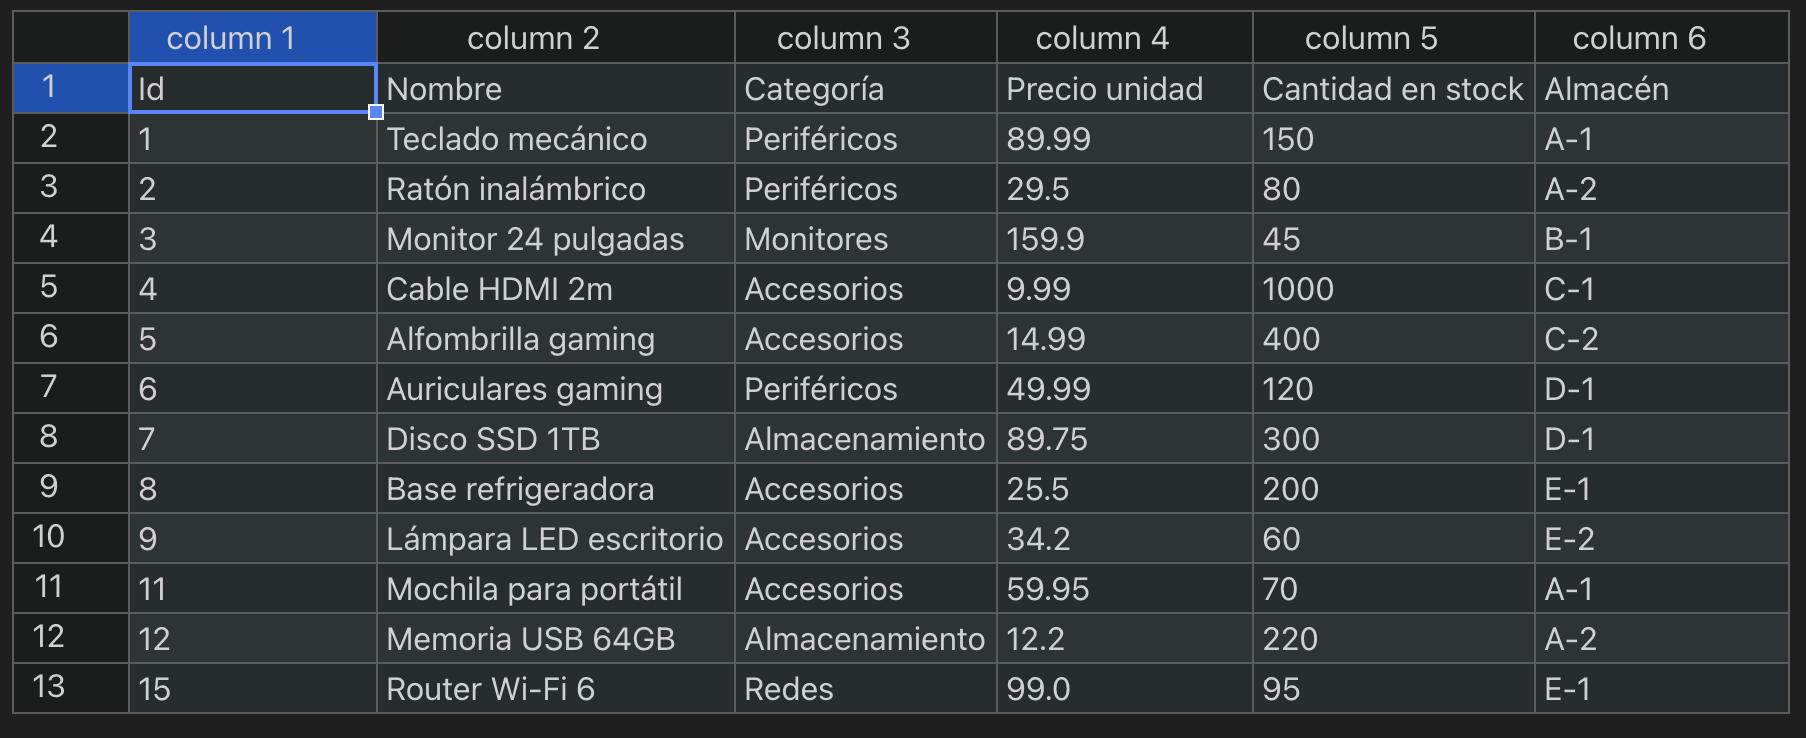 column 1 column 2 column 3 column 4 column 5 column 6
1 Id Nombre Categoría Precio unidad Cantidad en stock Almacén
2 1 Teclado mecánico Periféricos 89.99 150 A-1
3 2 Ratón inalámbrico Periféricos 29.5 80 A-2
4 3 Monitor 24 pulgadas Monitores 159.9 45 B-1
5 4 Cable HDMI 2m Accesorios 9.99 1000 C-1
6 5 Alfombrilla gaming Accesorios 14.99 400 C-2
7 6 Auriculares gaming Periféricos 49.99 120 D-1
8 7 Disco SSD 1TB Almacenamiento 89.75 300 D-1
9 8 Base refrigeradora Accesorios 25.5 200 E-1
10 9 Lámpara LED escritorio Accesorios 34.2 60 E-2
11 11 Mochila para portátil Accesorios 59.95 70 A-1
12 12 Memoria USB 64GB Almacenamiento 12.2 220 A-2
13 15 Router Wi-Fi 6 Redes 99.0 95 E-1